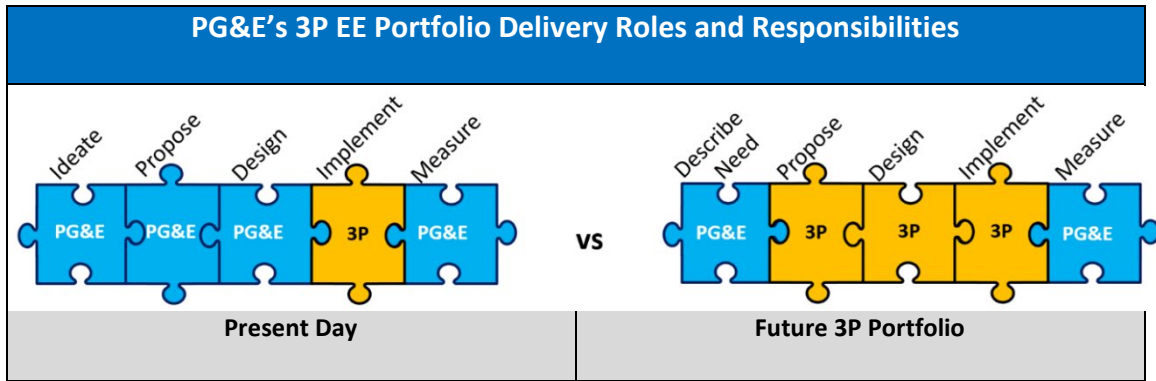 PG&E's 3P EE Portfolio Delivery Roles and Responsibilities
Ideate
Propose
Design
Implement
Measure
PG&E
PG&E
PG&E
3P
PG&E
vs
Describe
Need
Propose
Design
Implement
Measure
PG&E
3P
3P
3P
PG&E
Present Day
Future 3P Portfolio